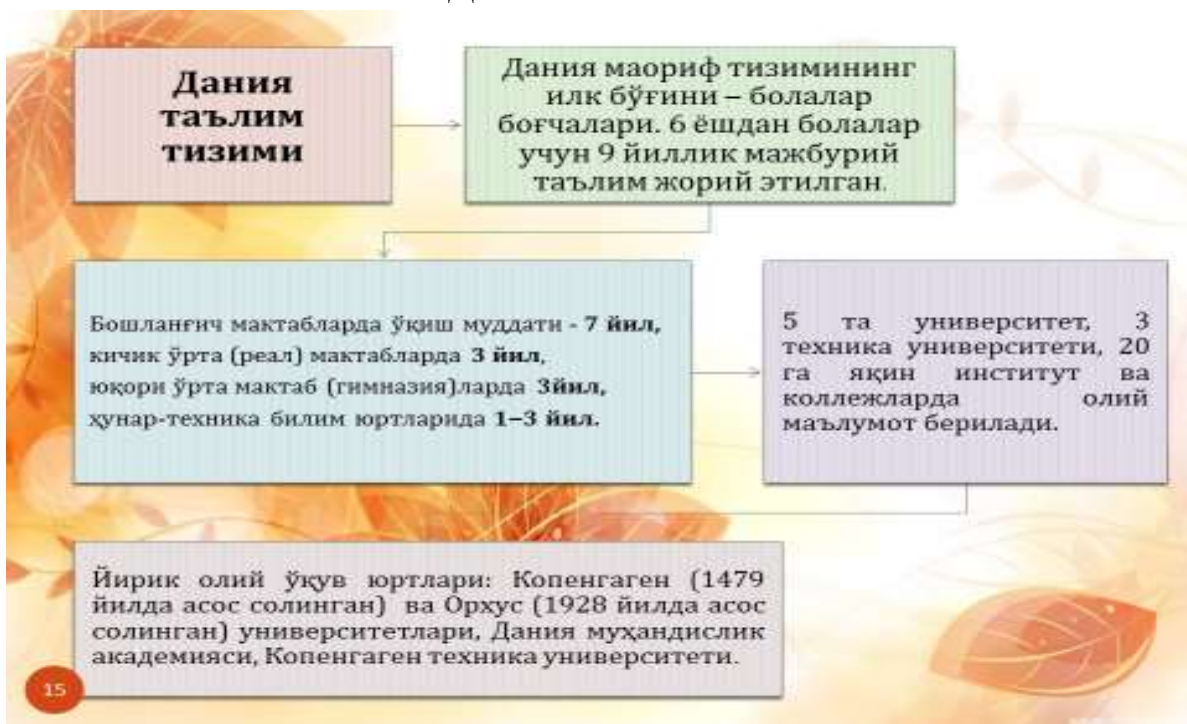 Дания
таълим
тизими
Дания маориф тизимининг
илк бўғини – болалар
боғчалари. 6 ёшдан болалар
учун 9 йиллик мажбурий
таълим жорий этилган.
Бошланғич мактабларда ўқиш муддати - 7 йил,
кичик ўрта (реал) мактабларда 3 йил,
юқори ўрта мактаб (гимназия)ларда 3йил,
ҳунар-техника билим юртларида 1–3 йил.
5 та университет, 3
техника университети, 20
га яқин институт ва
коллежларда олий
маълумот берилади.
Йирик олий ўқув юртлари: Копенгаген (1479
йилда асос солинган) ва Орхус (1928 йилда асос
солинган) университетлари, Дания муҳандислик
академияси, Копенгаген техника университети.
15